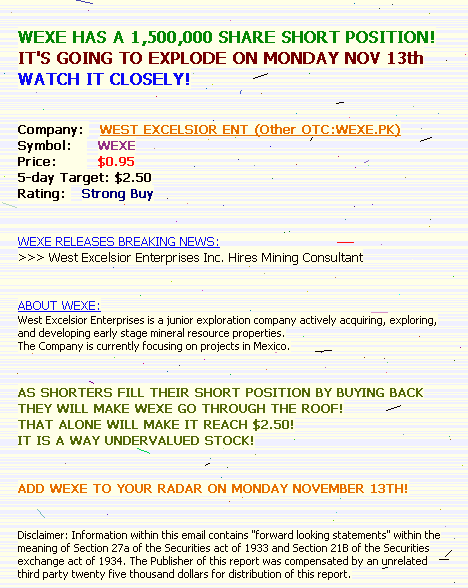 WEXE HAS A 1,500,000 SHARE SHORT POSITION!
IT'S GOING TO EXPLODE ON MONDAY NOV 13th
WATCH IT CLOSELY!
Company: WEST EXCELSIOR ENT (Other OTC:WEXE.PK)
Symbol: WEXE
Price: $0.95
5-day Target: $2.50
Rating: Strong Buy
WEXE RELEASES BREAKING NEWS:
>>> West Excelsior Enterprises Inc. Hires Mining Consultant
ABOUT WEXE:
West Excelsior Enterprises is a junior exploration company actively acquiring, exploring,
and developing early stage mineral resource properties.
The Company is currently focusing on projects in Mexico.
AS SHORTERS FILL THEIR SHORT POSITION BY BUYING BACK
THEY WILL MAKE WEXE GO THROUGH THE ROOF!
THAT ALONE WILL MAKE IT REACH $2.50!
IT IS A WAY UNDERVALUED STOCK!
ADD WEXE TO YOUR RADAR ON MONDAY NOVEMBER 13TH!
Disclaimer: Information within this email contains "forward looking statements" within the
meaning of Section 27a of the Securities act of 1933 and Section 21B of the Securities
exchange act of 1934. The Publisher of this report was compensated by an unrelated
third party twenty five thousand dollars for distribution of this report.